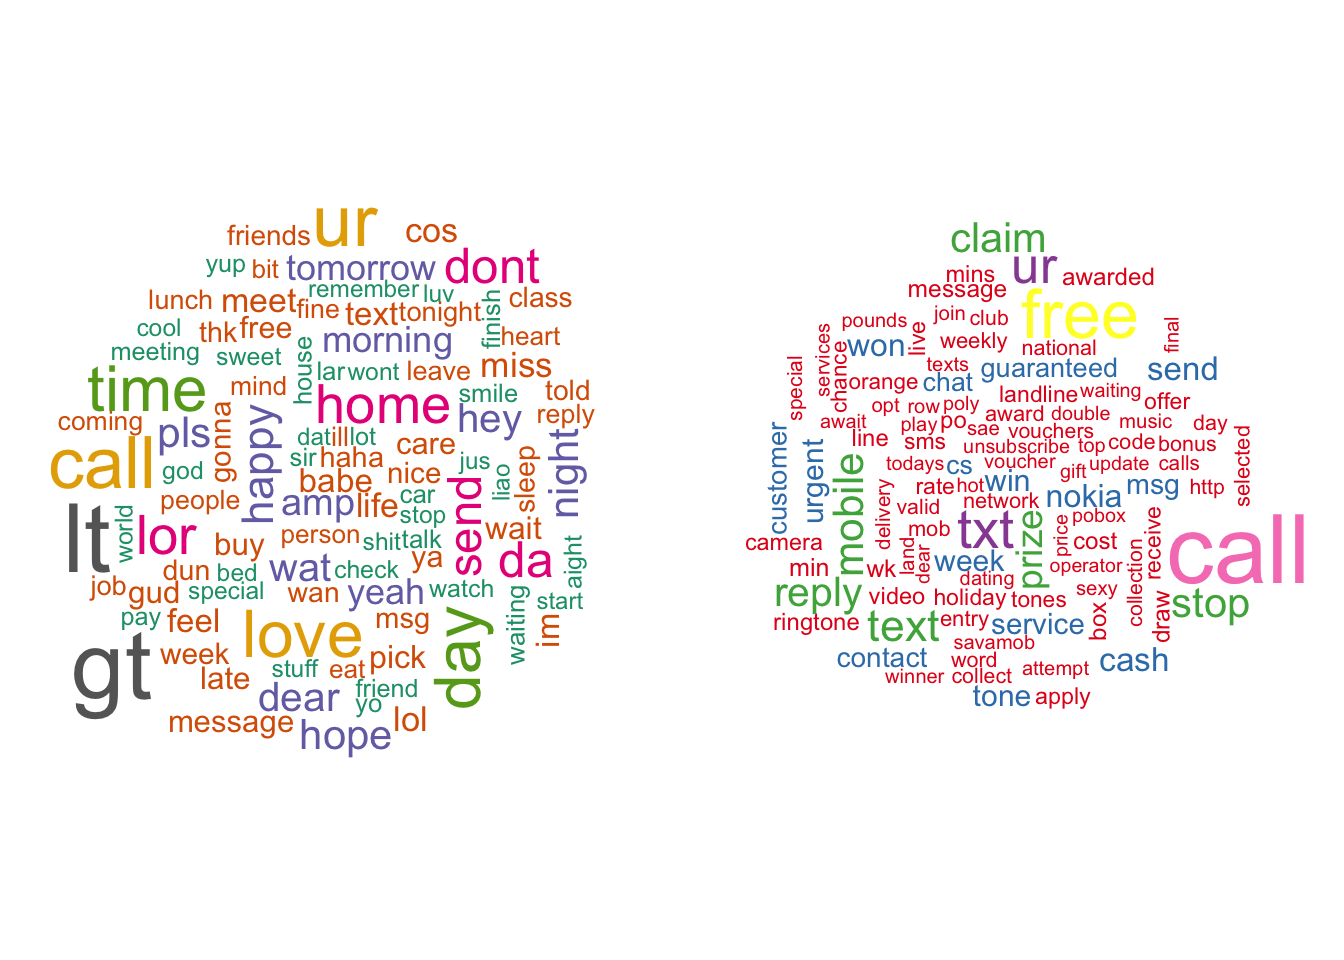 ur
friends
cos
yup
bit
tomorrow
dont
remember
luv
lunch
meet
fine
text
tonight
finish
class
cool
thk
free
morning
heart
meeting
sweet
house
lar
wont
leave
miss
time
mind
home
smile
told
coming
gonna
happy
hey
reply
pls
dat
ill
lot
care
night
call
god
sir
haha
jus
people
babe
nice
liao
sleep
lt
world
amp
life
car
stop
send
wait
lor
buy
person
shit
talk
ya
da
aight
dun
bed
wat
check
job
gud
special
wan
yeah
watch
start
pay
feel
love
msg
day
waiting
im
gt
week
stuff
eat
pick
late
dear
friend
yo
message
hope
lol
claim
ur
mins
awarded
message
free
pounds
join
club
live
final
services
won
weekly
national
special
chance
texts
guaranteed
send
orange
chat
landline
waiting
opt
row
poly
award
double
offer
await
play
po
sae
vouchers
music
day
customer
urgent
line
sms
unsubscribe
top
code
bonus
selected
mobile
todays
cs
voucher
gift
update
calls
rate
hot
win
nokia
msg
http
delivery
valid
network
camera
mob
txt
prize
price
pobox
cost
receive
call
land
dear
week
operator
collection
min
wk
dating
sexy
reply
video
holiday
tones
box
draw
stop
ringtone
text
entry
service
savamob
contact
word
attempt
cash
winner
collect
tone
apply